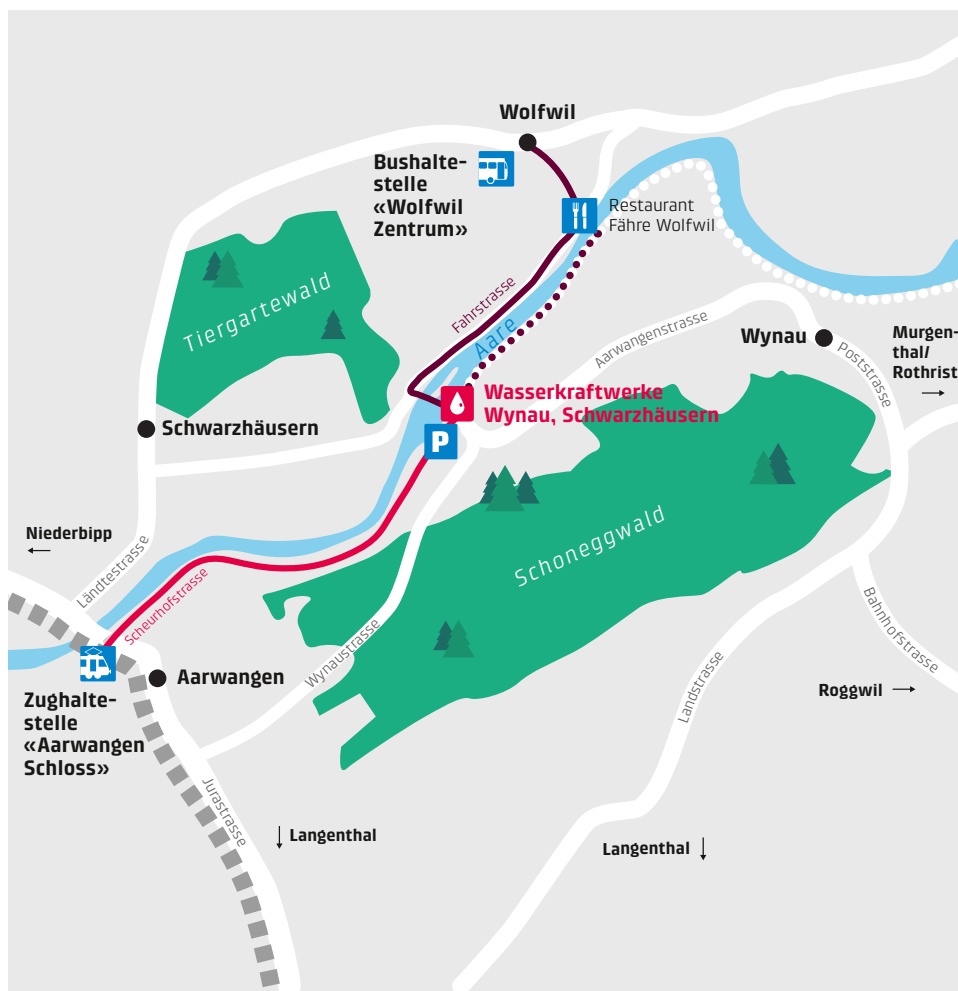 Wolfwil
Bushalte-
stelle
«Wolfwil
Zentrum»
Restaurant
Fähre Wolfwil
Tiergartewald
Fahrstrasse
Aare
Aarwangenstrasse
Wynau
Poststrasse
Murgen-
thal/
Rothrist
→
Wasserkraftwerke
Wynau, Schwarzhäusern
P
Schwarzhäusern
Niederbipp
←
Ländtestrasse
Scheurhofstrasse
Schoneggwald
Wynaustrasse
Aarwangen
Zughalte-
stelle
«Aarwangen
Schloss»
Landstrasse
Bahnhofstrasse
Roggwil →
Jurastrasse
↓ Langenthal
Langenthal ↓